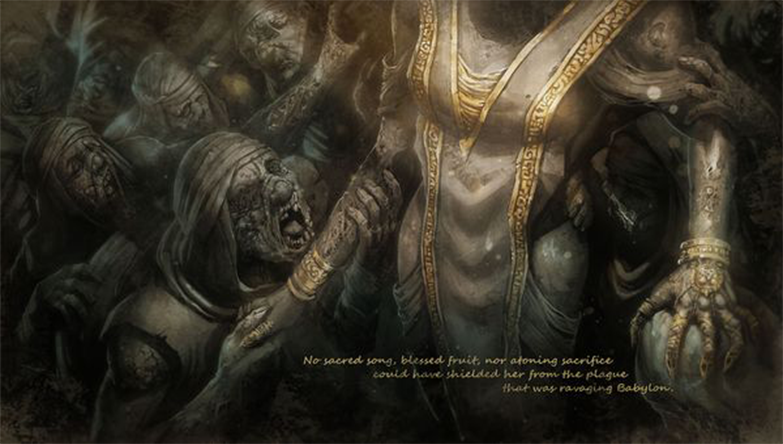 No sacred song, blessed fruit, nor atoning sacrifice
could have shielded her from the plague
that was ravaging Babylon.